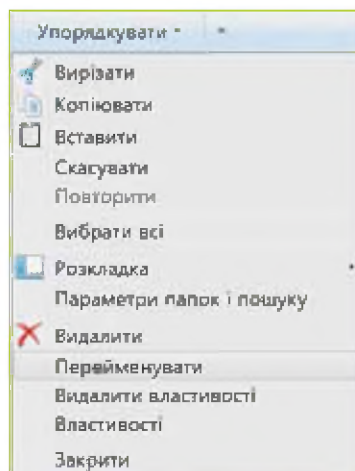 Упорядкувати
Вирізати
Копіювати
Вставити
Скасувати
Повторити
Вибрати всі
Розкладка
Параметри папок і пошуку
Видалити
Перейменувати
Видалити властивості
Властивості
Закрити